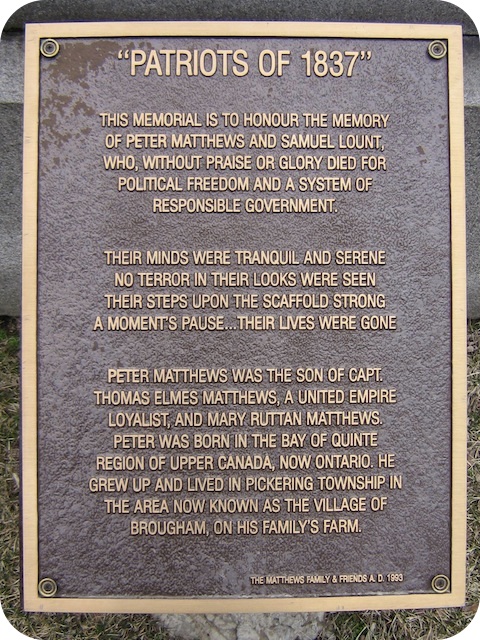 "PATRIOTS OF 1837"
THIS MEMORIAL IS TO HONOUR THE MEMORY
OF PETER MATTHEWS AND SAMUEL LOUNT,
WHO, WITHOUT PRAISE OR GLORY DIED FOR
POLITICAL FREEDOM AND A SYSTEM OF
RESPONSIBLE GOVERNMENT.
THEIR MINDS WERE TRANQUIL AND SERENE
NO TERROR IN THEIR LOOKS WERE SEEN
THEIR STEPS UPON THE SCAFFOLD STRONG
A MOMENT'S PAUSE...THEIR LIVES WERE GONE
PETER MATTHEWS WAS THE SON OF CAPT.
THOMAS ELMES MATTHEWS, A UNITED EMPIRE
LOYALIST, AND MARY RUTTAN MATTHEWS.
PETER WAS BORN IN THE BAY OF QUINTE
REGION OF UPPER CANADA, NOW ONTARIO. HE
GREW UP AND LIVED IN PICKERING TOWNSHIP IN
THE AREA NOW KNOWN AS THE VILLAGE OF
BROUGHAM, ON HIS FAMILY'S FARM.
THE MATTHEWS FAMILY & FRIENDS A. D. 1993